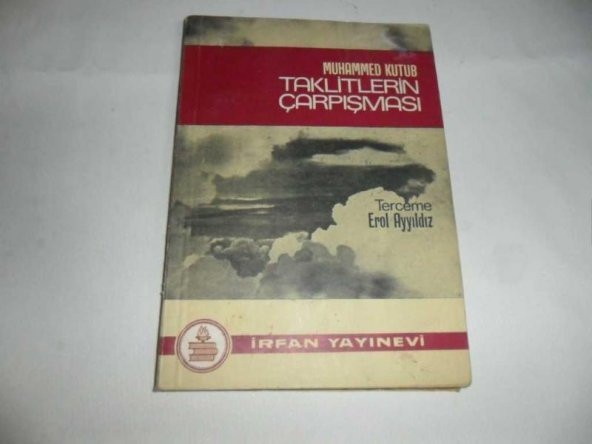 MUHAMMED KUTUB
TAKLİTLERİN
ÇARPIŞMASI
Terceme
Erol Ayyıldız
İRFAN YAYINEVİ